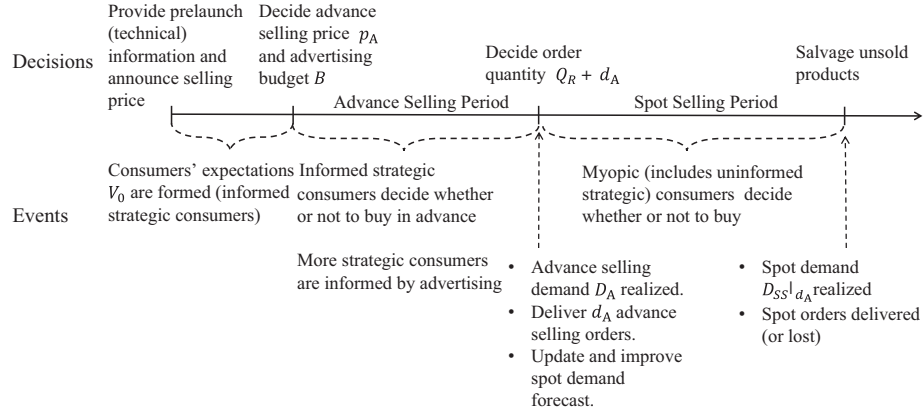 Decisions
Provide prelaunch
(technical)
information and
announce selling
price
Decide advance
selling price p_A
and advertising
budget B
Decide order
quantity Q_R + d_A
Salvage unsold
products
Advance Selling Period
Spot Selling Period
Events
Consumers’ expectations
V_0 are formed (informed
strategic consumers)
Informed strategic
consumers decide whether
or not to buy in advance
More strategic consumers
are informed by advertising
Myopic (includes uninformed
strategic) consumers decide
whether or not to buy
• Advance selling
demand D_A realized.
• Deliver d_A advance
selling orders.
• Update and improve
spot demand
forecast.
• Spot demand
D_SS|d_A realized
• Spot orders delivered
(or lost)